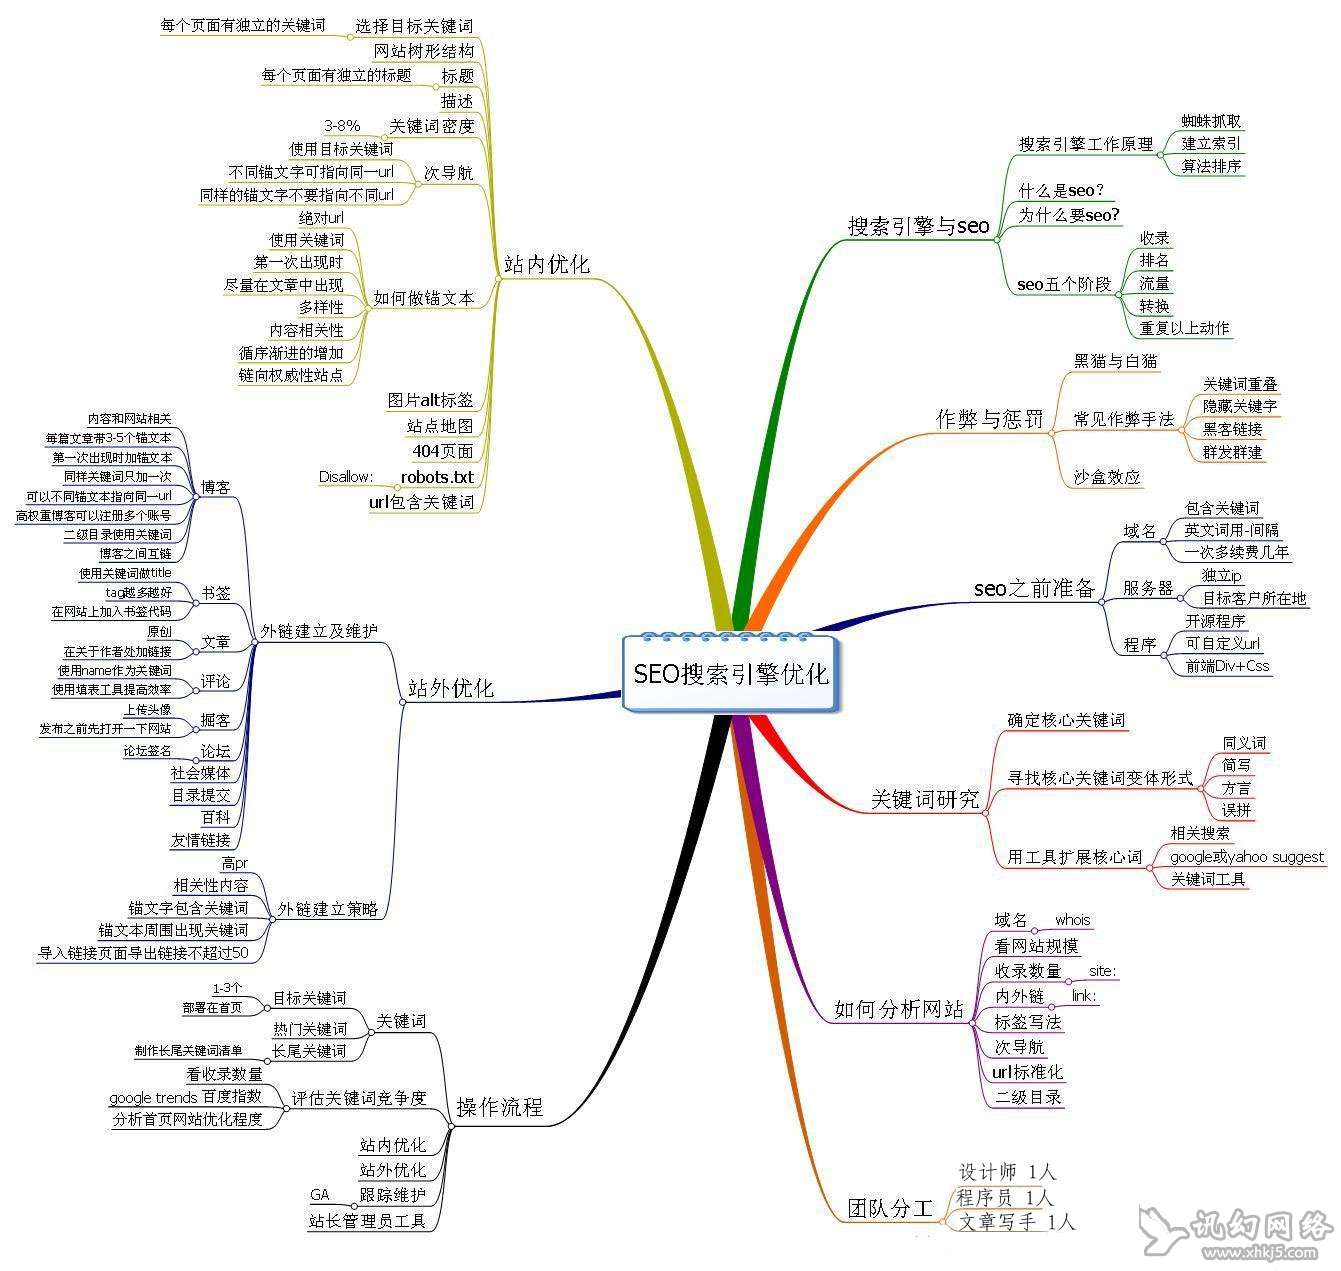 SEO搜索引擎优化
搜索引擎与seo
搜索引擎工作原理
蜘蛛抓取
建立索引
算法排序
什么是seo?
为什么要seo?
seo五个阶段
收录
排名
流量
转换
重复以上动作
作弊与惩罚
黑猫与白猫
常见作弊手法
关键词重叠
隐藏关键字
黑客链接
群发群建
沙盒效应
seo之前准备
域名
包含关键词
英文词用-间隔
一次多续费几年
服务器
独立ip
目标客户所在地
程序
开源程序
可自定义url
前端Div+Css
关键词研究
确定核心关键词
寻找核心关键词变体形式
同义词
简写
方言
误拼
用工具扩展核心词
相关搜索
google或yahoo suggest
关键词工具
如何分析网站
域名
whois
看网站规模
收录数量
site:
内外链
link:
标签写法
次导航
url标准化
二级目录
团队分工
设计师 1人
程序员 1人
文章写手 1人
站内优化
选择目标关键词
每个页面有独立的关键词
网站树形结构
标题
每个页面有独立的标题
描述
关键词密度
3-8%
次导航
使用目标关键词
不同锚文字可指向同一url
同样的锚文字不要指向不同url
如何做锚文本
绝对url
使用关键词
第一次出现时
尽量在文章中出现
多样性
内容相关性
循序渐进的增加
链向权威性站点
图片alt标签
站点地图
404页面
robots.txt
Disallow:
url包含关键词
站外优化
外链建立及维护
博客
内容和网站相关
每篇文章带3-5个锚文本
第一次出现时加锚文本
同样关键词只加一次
可以不同锚文本指向同一url
高权重博客可以注册多个账号
二级目录使用关键词
博客之间互链
书签
使用关键词做title
tag越多越好
在网站上加入书签代码
文章
原创
在关于作者处加链接
评论
使用name作为关键词
使用填表工具提高效率
掘客
上传头像
发布之前先打开一下网站
论坛
论坛签名
社会媒体
目录提交
百科
友情链接
外链建立策略
高pr
相关性内容
锚文字包含关键词
锚文本周围出现关键词
导入链接页面导出链接不超过50
操作流程
关键词
目标关键词
1-3个
部署在首页
热门关键词
长尾关键词
制作长尾关键词清单
评估关键词竞争度
看收录数量
google trends 百度指数
分析首页网站优化程度
站内优化
站外优化
跟踪维护
GA
站长管理员工具
讯幻网络
www.xhkj5.com